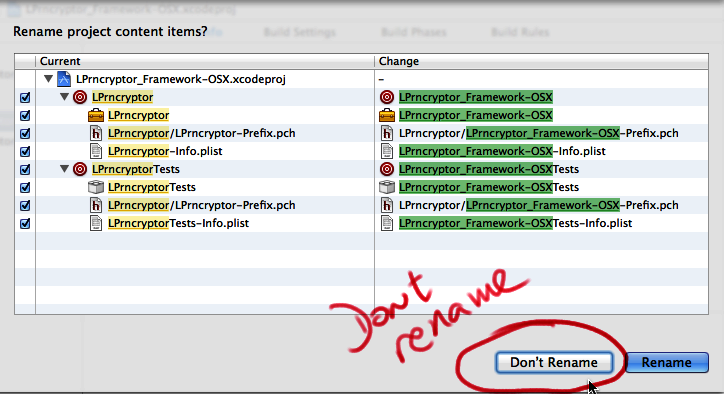 LPrncryptor_Framework-OSX.xcodeproj
Info Build Settings Build Phases Build Rules
Rename project content items?
Current Change
LPrncryptor_Framework-OSX.xcodeproj –
LPrncryptor LPrncryptor_Framework-OSX
LPrncryptor LPrncryptor_Framework-OSX
LPrncryptor/LPrncryptor-Prefix.pch LPrncryptor/LPrncryptor_Framework-OSX-Prefix.pch
LPrncryptor-Info.plist LPrncryptor_Framework-OSX-Info.plist
LPrncryptorTests LPrncryptor_Framework-OSXTests
LPrncryptorTests LPrncryptor_Framework-OSXTests
LPrncryptor/LPrncryptor-Prefix.pch LPrncryptor/LPrncryptor_Framework-OSX-Prefix.pch
LPrncryptorTests-Info.plist LPrncryptor_Framework-OSXTests-Info.plist
Don't
rename
Don't Rename Rename